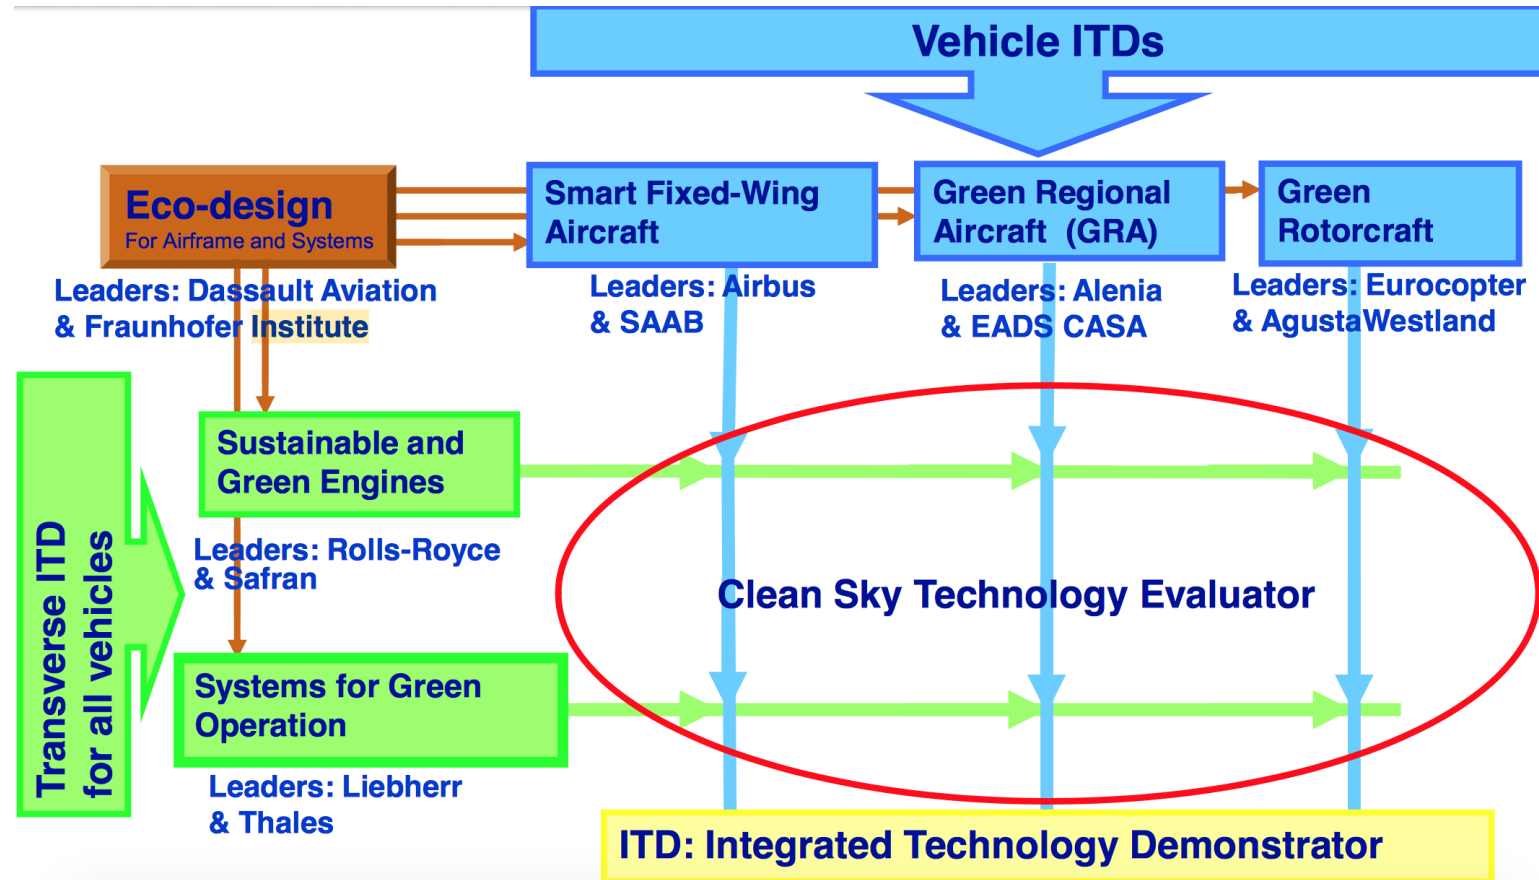 Vehicle ITDs
Eco-design
For Airframe and Systems
Smart Fixed-Wing
Aircraft
Green Regional
Aircraft (GRA)
Green
Rotorcraft
Leaders: Dassault Aviation
& Fraunhofer Institute
Leaders: Airbus
& SAAB
Leaders: Alenia
& EADS CASA
Leaders: Eurocopter
& AgustaWestland
Transverse ITD
for all vehicles
Sustainable and
Green Engines
Leaders: Rolls-Royce
& Safran
Clean Sky Technology Evaluator
Systems for Green
Operation
Leaders: Liebherr
& Thales
ITD: Integrated Technology Demonstrator